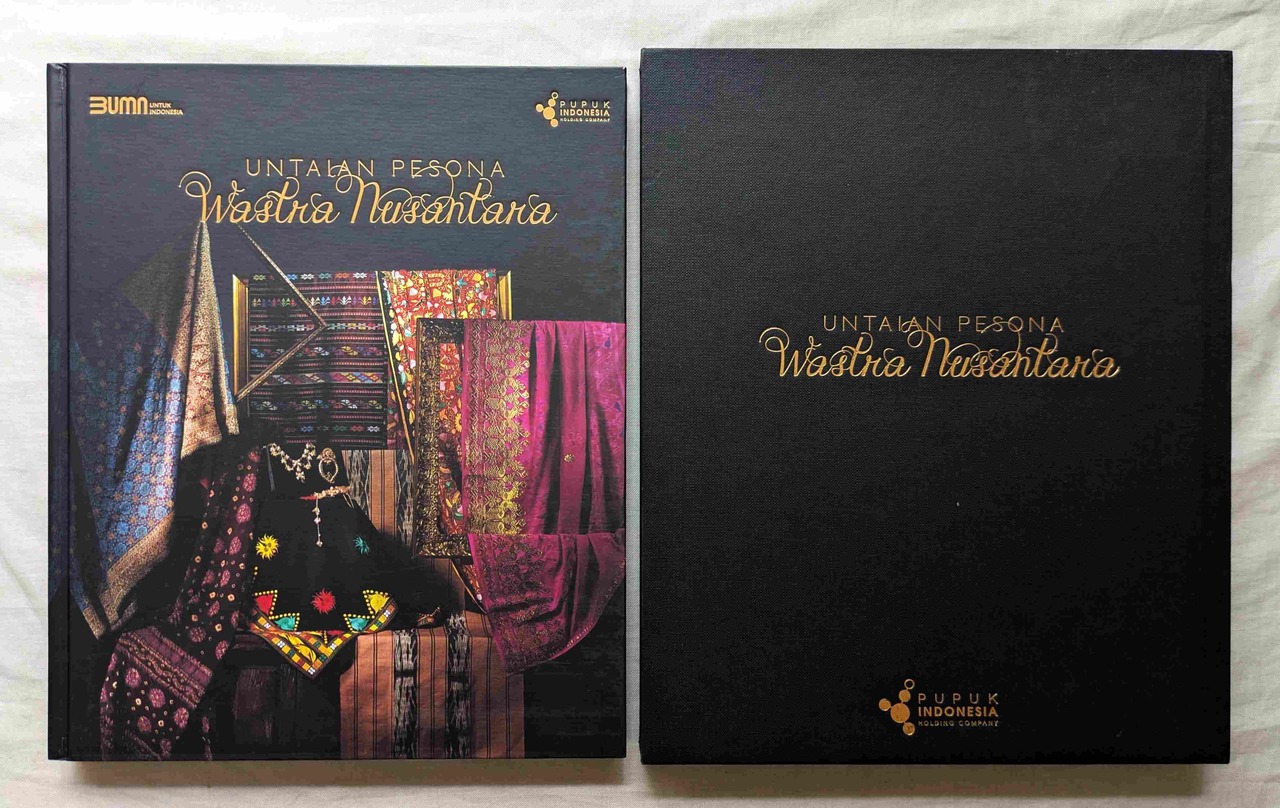 BUMN UNTUK
INDONESIA
PUPUK
INDONESIA
HOLDING COMPANY
UNTAIAN PESONA
Wastra Nusantara
UNTAIAN PESONA
Wastra Nusantara
PUPUK
INDONESIA
HOLDING COMPANY